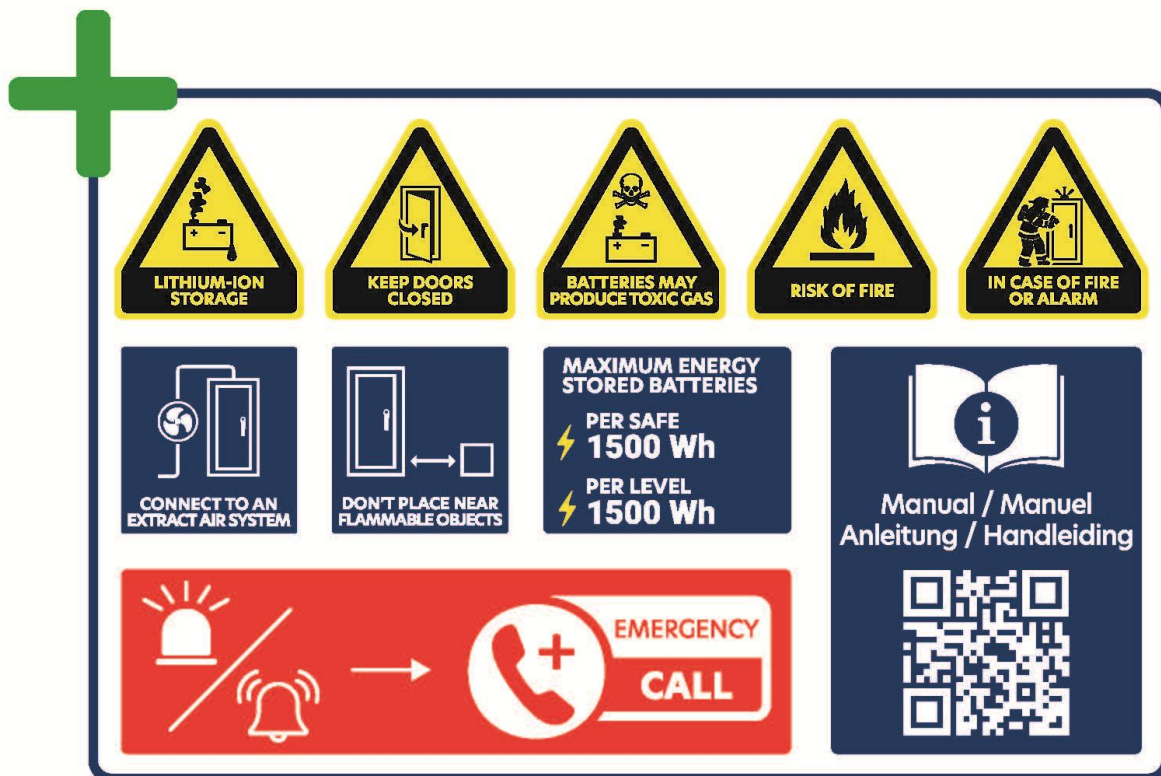 LITHIUM-ION
STORAGE
KEEP DOORS
CLOSED
BATTERIES MAY
PRODUCE TOXIC GAS
RISK OF FIRE
IN CASE OF FIRE
OR ALARM
CONNECT TO AN
EXTRACT AIR SYSTEM
DON'T PLACE NEAR
FLAMMABLE OBJECTS
MAXIMUM ENERGY
STORED BATTERIES
PER SAFE
1500 Wh
PER LEVEL
1500 Wh
Manual / Manuel
Anleitung / Handleiding
EMERGENCY
CALL